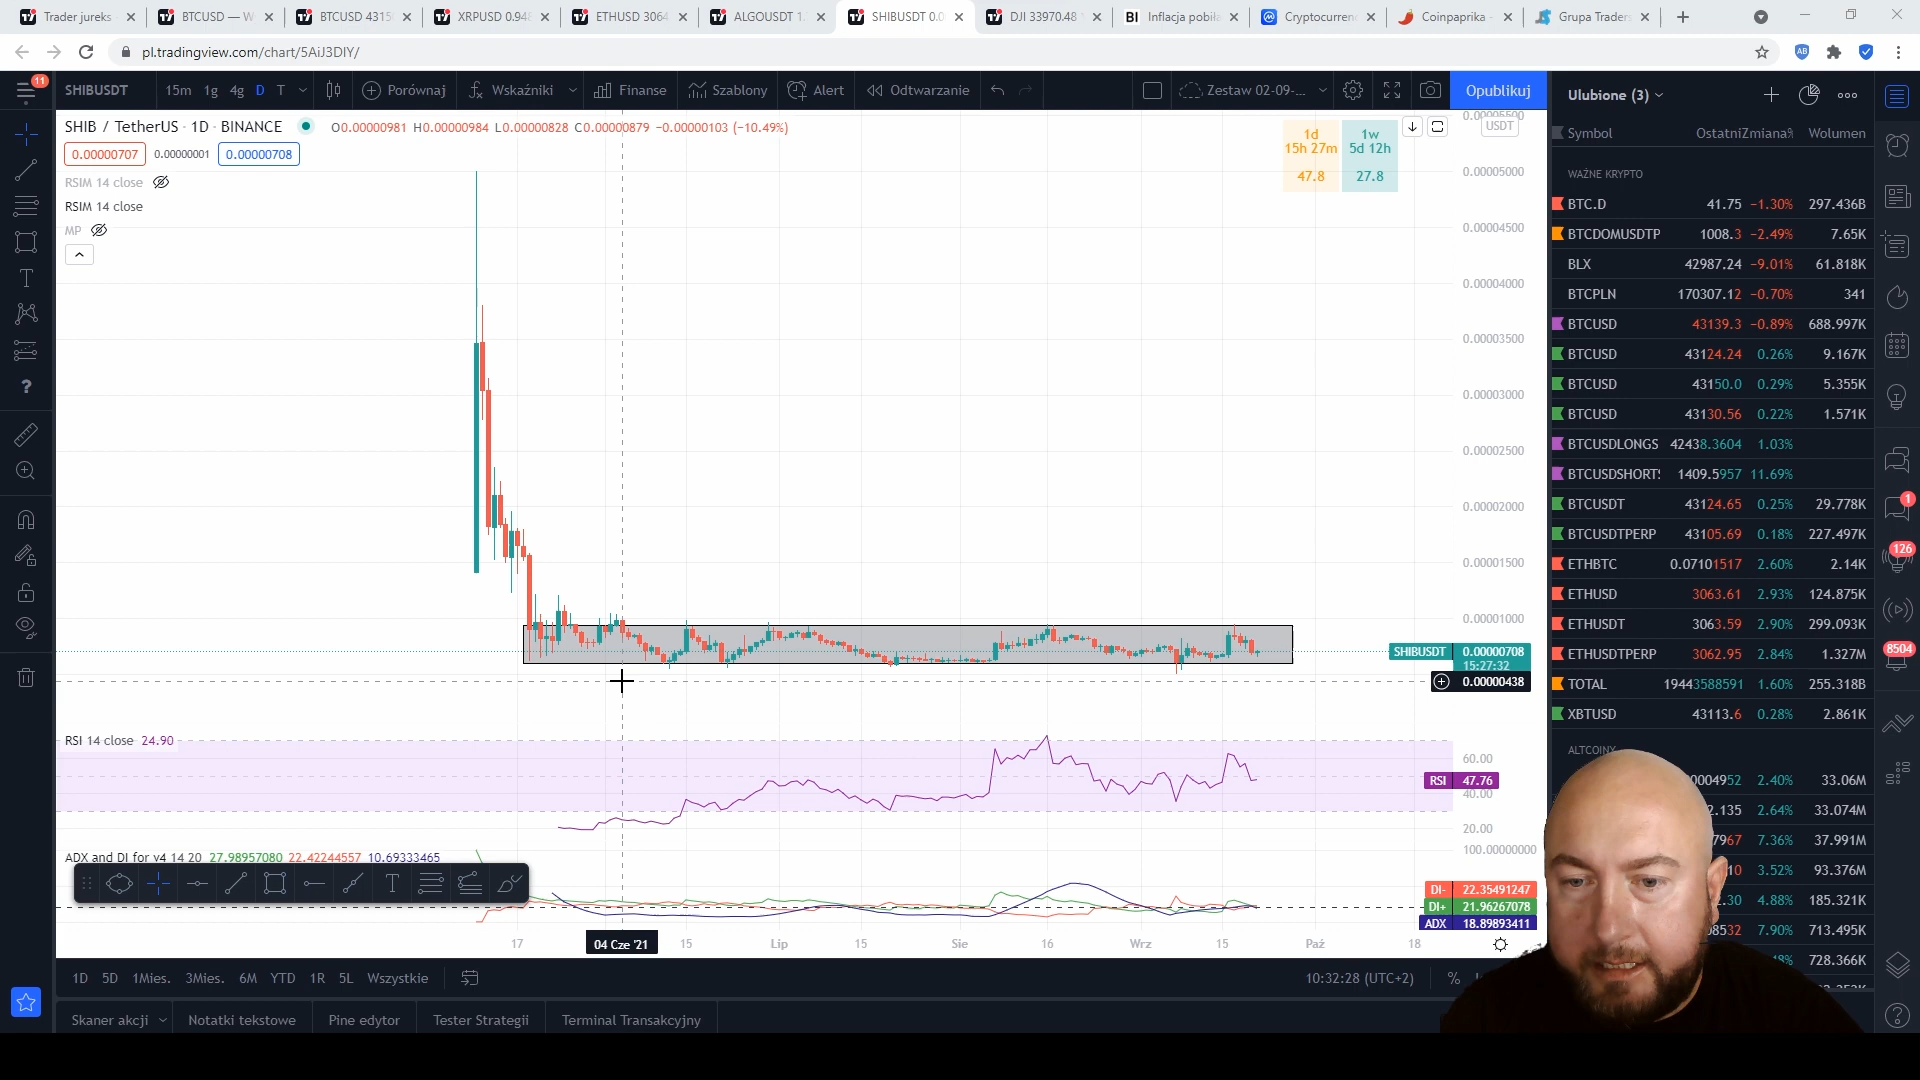 Trader jureks
BTCUSD — W
BTCUSD 4315
XRPUSD 0.94
ETHUSD 3064
ALGOUSDT 1.
SHIBUSDT 0.0
DJI 33970.48
Inflacja pobiła
Cryptocurren
Coinpaprika -
Grupa Traders
pl.tradingview.com/chart/5AiJ3DIY/
11
SHIBUSDT
15m 1g 4g D T
Porównaj
Wskaźniki
Finanse
Szablony
Alert
Odtwarzanie
Zestaw 02-09-...
Opublikuj
Ulubione (3)
SHIB / TetherUS · 1D · BINANCE
O0.00000981 H0.00000984 L0.00000828 C0.00000879 −0.00000103 (−10.49%)
0.00000707 0.00000001 0.00000708
RSIM 14 close
RSIM 14 close
MP
1d
15h 27m
47.8
1w
5d 12h
27.8
USDT
0.00005000
0.00004500
0.00004000
0.00003500
0.00003000
0.00002500
0.00002000
0.00001500
0.00001000
SHIBUSDT 0.00000708
15:27:32
0.00000438
RSI 14 close 24.90
60.00
RSI 47.76
40.00
20.00
ADX and DI for v4 14 20 27.98957080 22.42244557 10.69333465
100.00000000
DI- 22.35491247
DI+ 21.96267078
ADX 18.89893411
17 04 Cze '21 15 Lip 15 Sie 16 Wrz 15 Paź 18
1D 5D 1Mies. 3Mies. 6M YTD 1R 5L Wszystkie
10:32:28 (UTC+2) %
Skaner akcji Notatki tekstowe Pine edytor Tester Strategii Terminal Transakcyjny
Symbol Ostatni Zmiana% Wolumen
WAŻNE KRYPTO
BTC.D 41.75 −1.30% 297.436B
BTCDOMUSDTP 1008.3 −2.49% 7.65K
BLX 42987.24 −9.01% 61.818K
BTCPLN 170307.12 −0.70% 341
BTCUSD 43139.3 −0.89% 688.997K
BTCUSD 43124.24 0.26% 9.167K
BTCUSD 43150.0 0.29% 5.355K
BTCUSD 43130.56 0.22% 1.571K
BTCUSDLONGS 42438.3604 1.03%
BTCUSDSHORTS 1409.5957 11.69%
BTCUSDT 43124.65 0.25% 29.778K
BTCUSDTPERP 43105.69 0.18% 227.497K
ETHBTC 0.07101517 2.60% 2.14K
ETHUSD 3063.61 2.93% 124.875K
ETHUSDT 3063.59 2.90% 299.093K
ETHUSDTPERP 3062.95 2.84% 1.327M
TOTAL 19443588591 1.60% 255.318B
XBTUSD 43113.6 0.28% 2.861K
ALTCOINY
004952 2.40% 33.06M
2.135 2.64% 33.074M
7967 7.36% 37.991M
10 3.52% 93.376M
.30 4.88% 185.321K
8532 7.90% 713.495K
728.366K
1
126
8504